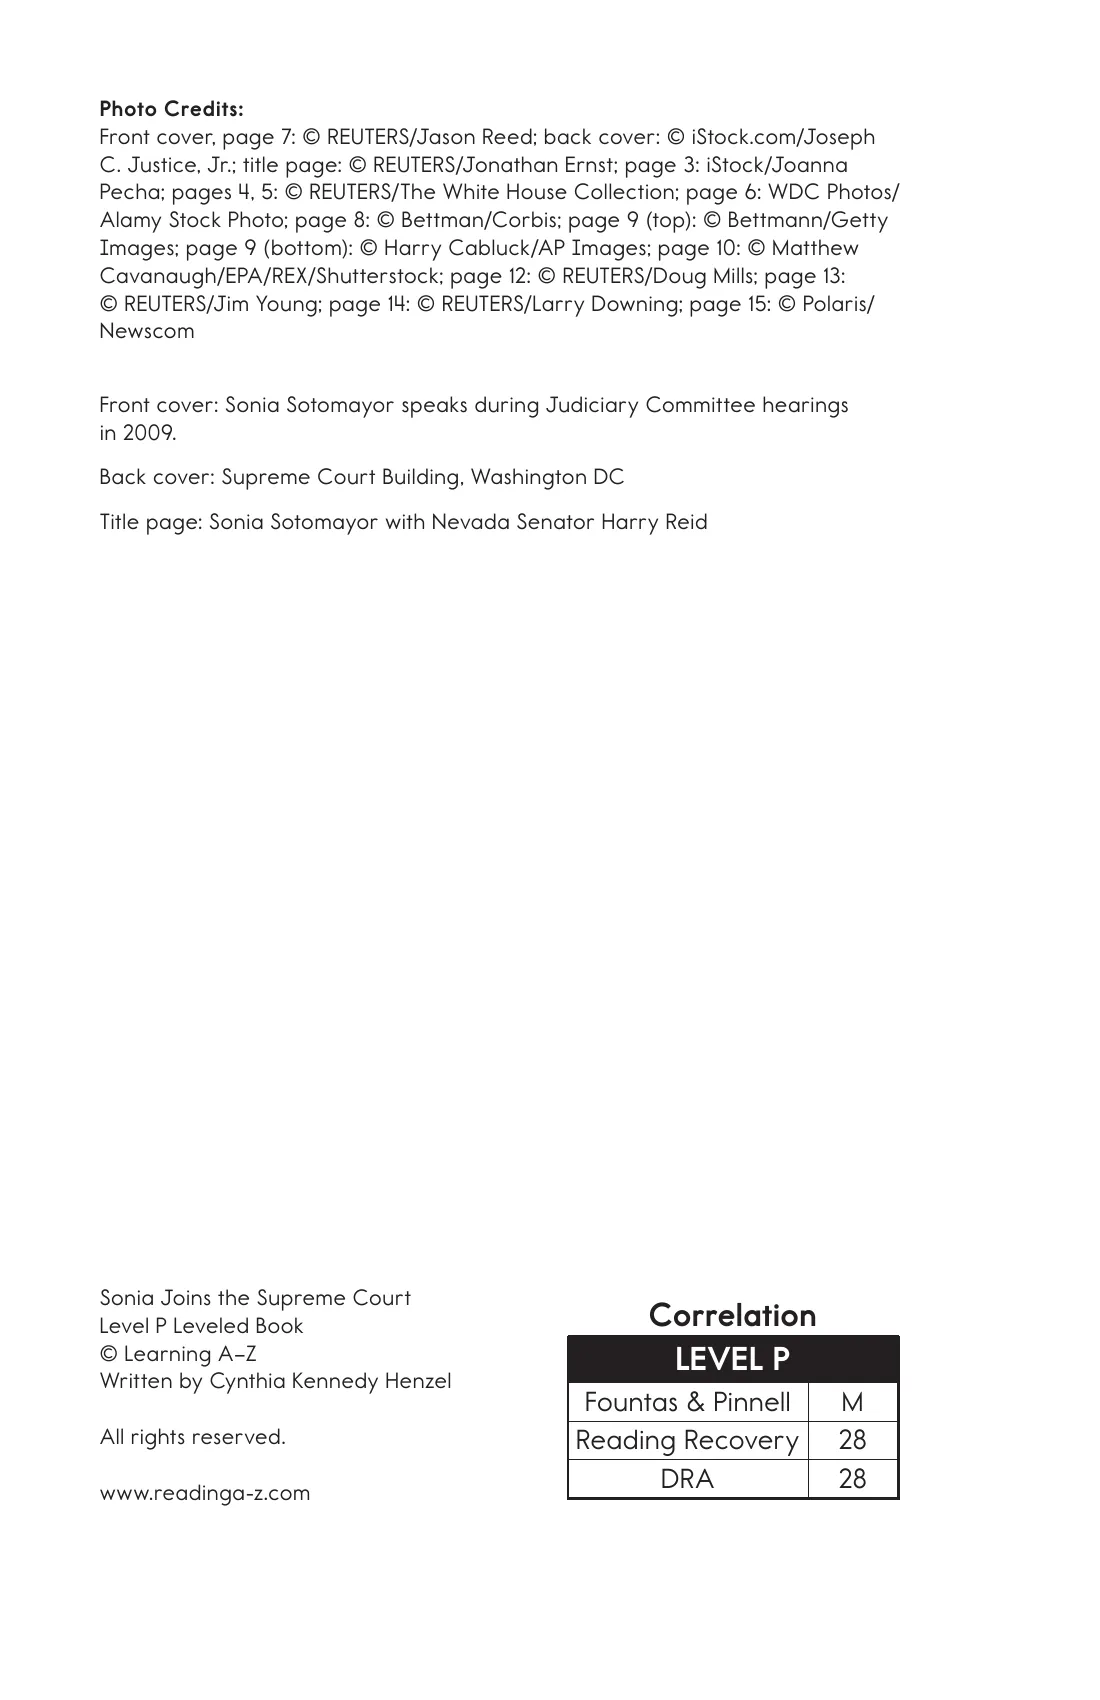 Photo Credits:
Front cover, page 7: © REUTERS/Jason Reed; back cover: © iStock.com/Joseph
C. Justice, Jr.; title page: © REUTERS/Jonathan Ernst; page 3: iStock/Joanna
Pecha; pages 4, 5: © REUTERS/The White House Collection; page 6: WDC Photos/
Alamy Stock Photo; page 8: © Bettman/Corbis; page 9 (top): © Bettmann/Getty
Images; page 9 (bottom): © Harry Cabluck/AP Images; page 10: © Matthew
Cavanaugh/EPA/REX/Shutterstock; page 12: © REUTERS/Doug Mills; page 13:
© REUTERS/Jim Young; page 14: © REUTERS/Larry Downing; page 15: © Polaris/
Newscom
Front cover: Sonia Sotomayor speaks during Judiciary Committee hearings
in 2009.
Back cover: Supreme Court Building, Washington DC
Title page: Sonia Sotomayor with Nevada Senator Harry Reid
Sonia Joins the Supreme Court
Level P Leveled Book
© Learning A–Z
Written by Cynthia Kennedy Henzel
All rights reserved.
www.readinga-z.com
Correlation
LEVEL P
Fountas & Pinnell M
Reading Recovery 28
DRA 28